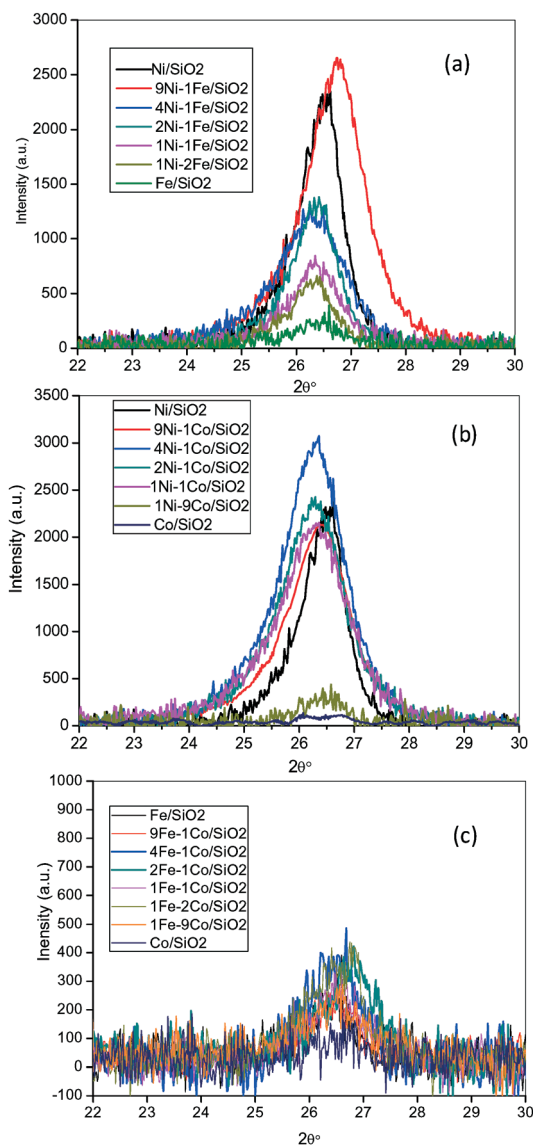 3000
2500
2000
1500
1000
500
0
Intensity (a.u.)
(a)
Ni/SiO2
9Ni-1Fe/SiO2
4Ni-1Fe/SiO2
2Ni-1Fe/SiO2
1Ni-1Fe/SiO2
1Ni-2Fe/SiO2
Fe/SiO2
22 23 24 25 26 27 28 29 30
2θ°
3500
3000
2500
2000
1500
1000
500
0
Intensity (a.u.)
(b)
Ni/SiO2
9Ni-1Co/SiO2
4Ni-1Co/SiO2
2Ni-1Co/SiO2
1Ni-1Co/SiO2
1Ni-9Co/SiO2
Co/SiO2
22 23 24 25 26 27 28 29 30
2θ°
1000
900
800
700
600
500
400
300
200
100
0
-100
Inensity (a.u.)
(c)
Fe/SiO2
9Fe-1Co/SiO2
4Fe-1Co/SiO2
2Fe-1Co/SiO2
1Fe-1Co/SiO2
1Fe-2Co/SiO2
1Fe-9Co/SiO2
Co/SiO2
22 23 24 25 26 27 28 29 30
2θ°